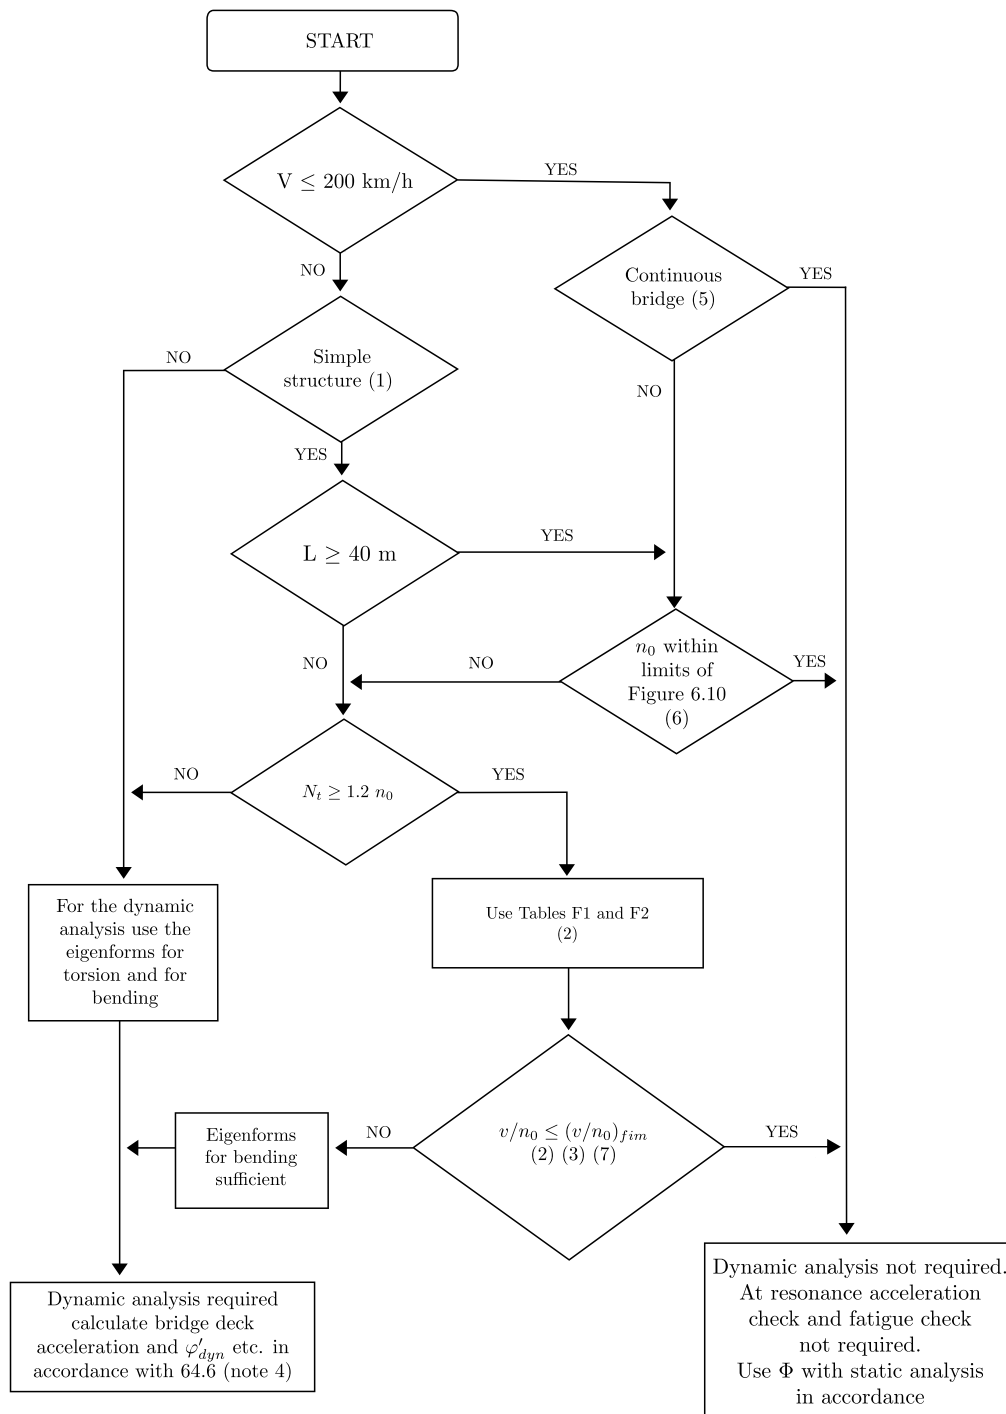 START
V ≤ 200 km/h
YES
NO
Continuous
bridge (5)
YES
NO
Simple
structure (1)
NO
YES
L ≥ 40 m
YES
NO
n₀ within
limits of
Figure 6.10
(6)
YES
NO
Nₜ ≥ 1.2 n₀
NO
YES
For the dynamic
analysis use the
eigenforms for
torsion and for
bending
Use Tables F1 and F2
(2)
v/n₀ ≤ (v/n₀)fim
(2) (3) (7)
NO
YES
Eigenforms
for bending
sufficient
Dynamic analysis required
calculate bridge deck
acceleration and φ′dyn etc. in
accordance with 64.6 (note 4)
Dynamic analysis not required.
At resonance acceleration
check and fatigue check
not required.
Use Φ with static analysis
in accordance